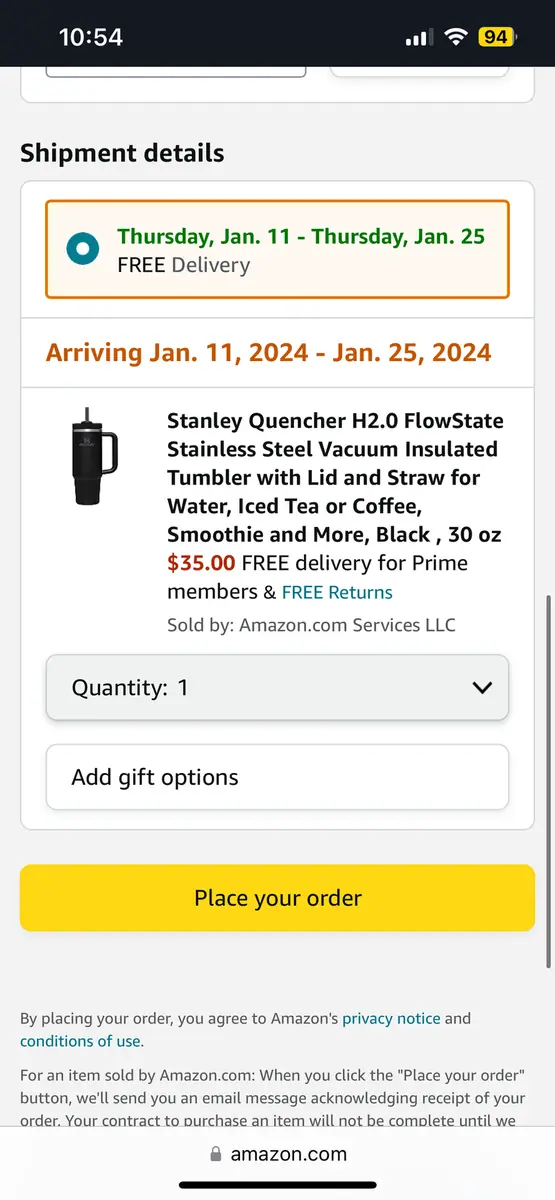 10:54
94
Shipment details
Thursday, Jan. 11 - Thursday, Jan. 25
FREE Delivery
Arriving Jan. 11, 2024 - Jan. 25, 2024
Stanley Quencher H2.0 FlowState
Stainless Steel Vacuum Insulated
Tumbler with Lid and Straw for
Water, Iced Tea or Coffee,
Smoothie and More, Black , 30 oz
$35.00 FREE delivery for Prime
members & FREE Returns
Sold by: Amazon.com Services LLC
Quantity: 1
Add gift options
Place your order
By placing your order, you agree to Amazon's privacy notice and
conditions of use.
For an item sold by Amazon.com: When you click the "Place your order"
button, we'll send you an email message acknowledging receipt of your
order. Your contract to purchase an item will not be complete until we
amazon.com